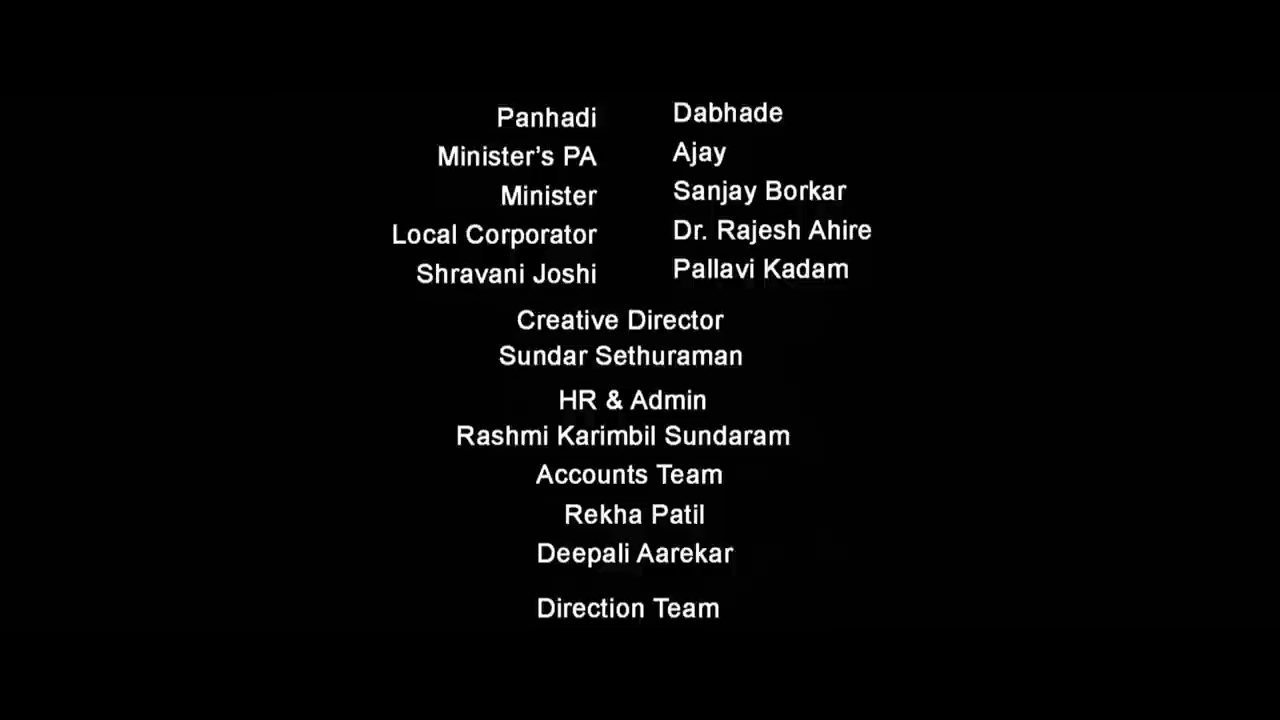 Panhadi Dabhade
Minister's PA Ajay
Minister Sanjay Borkar
Local Corporator Dr. Rajesh Ahire
Shravani Joshi Pallavi Kadam
Creative Director
Sundar Sethuraman
HR & Admin
Rashmi Karimbil Sundaram
Accounts Team
Rekha Patil
Deepali Aarekar
Direction Team